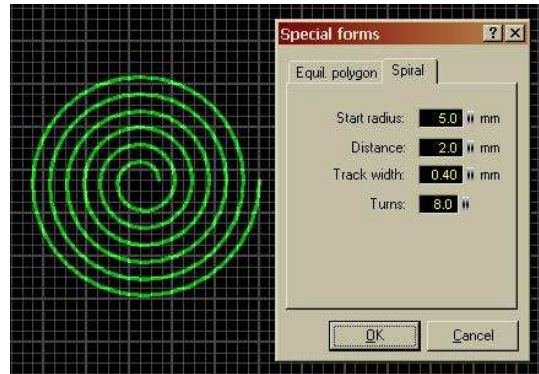 Special forms
Equil. polygon Spiral
Start radius: 5.0 mm
Distance: 2.0 mm
Track width: 0.40 mm
Turns: 8.0
OK Cancel